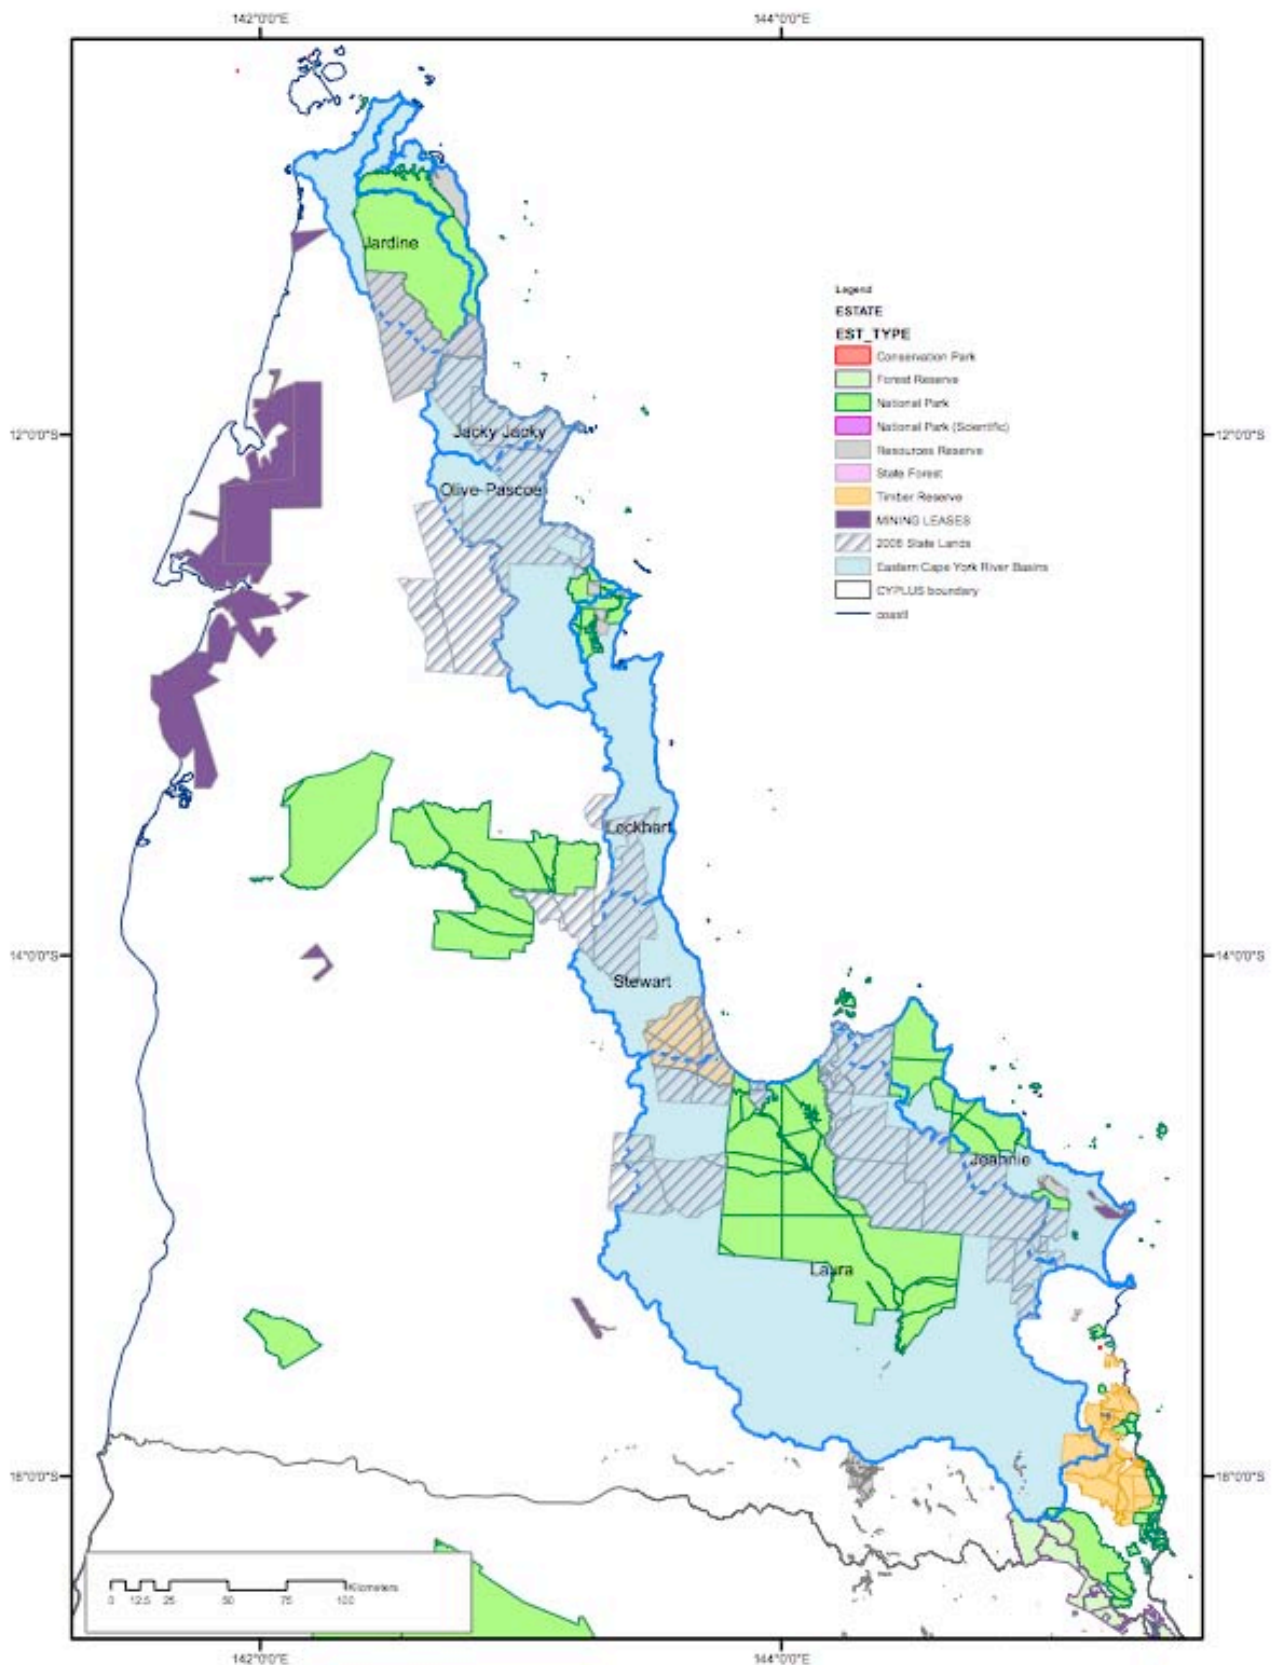 142°0'0"E 144°0'0"E
Jardine
Legend
ESTATE
EST_TYPE
Conservation Park
Forest Reserve
National Park
National Park (Scientific)
Resources Reserve
State Forest
Timber Reserve
MINING LEASES
2008 State Lands
Eastern Cape York River Basins
CYPLUS boundary
coastl
12°0'0"S 12°0'0"S
Jacky Jacky
Olive-Pascoe
Lockhart
14°0'0"S 14°0'0"S
Stewart
Jeannie
Laura
16°0'0"S 16°0'0"S
Kilometers
0 12.5 25 50 75 100
142°0'0"E 144°0'0"E